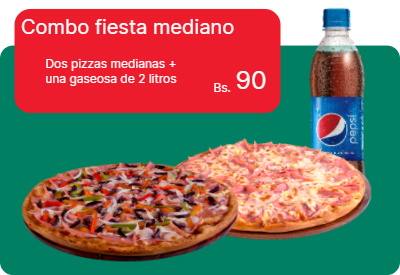 Combo fiesta mediano
Dos pizzas medianas +
una gaseosa de 2 litros
Bs. 90
pepsi